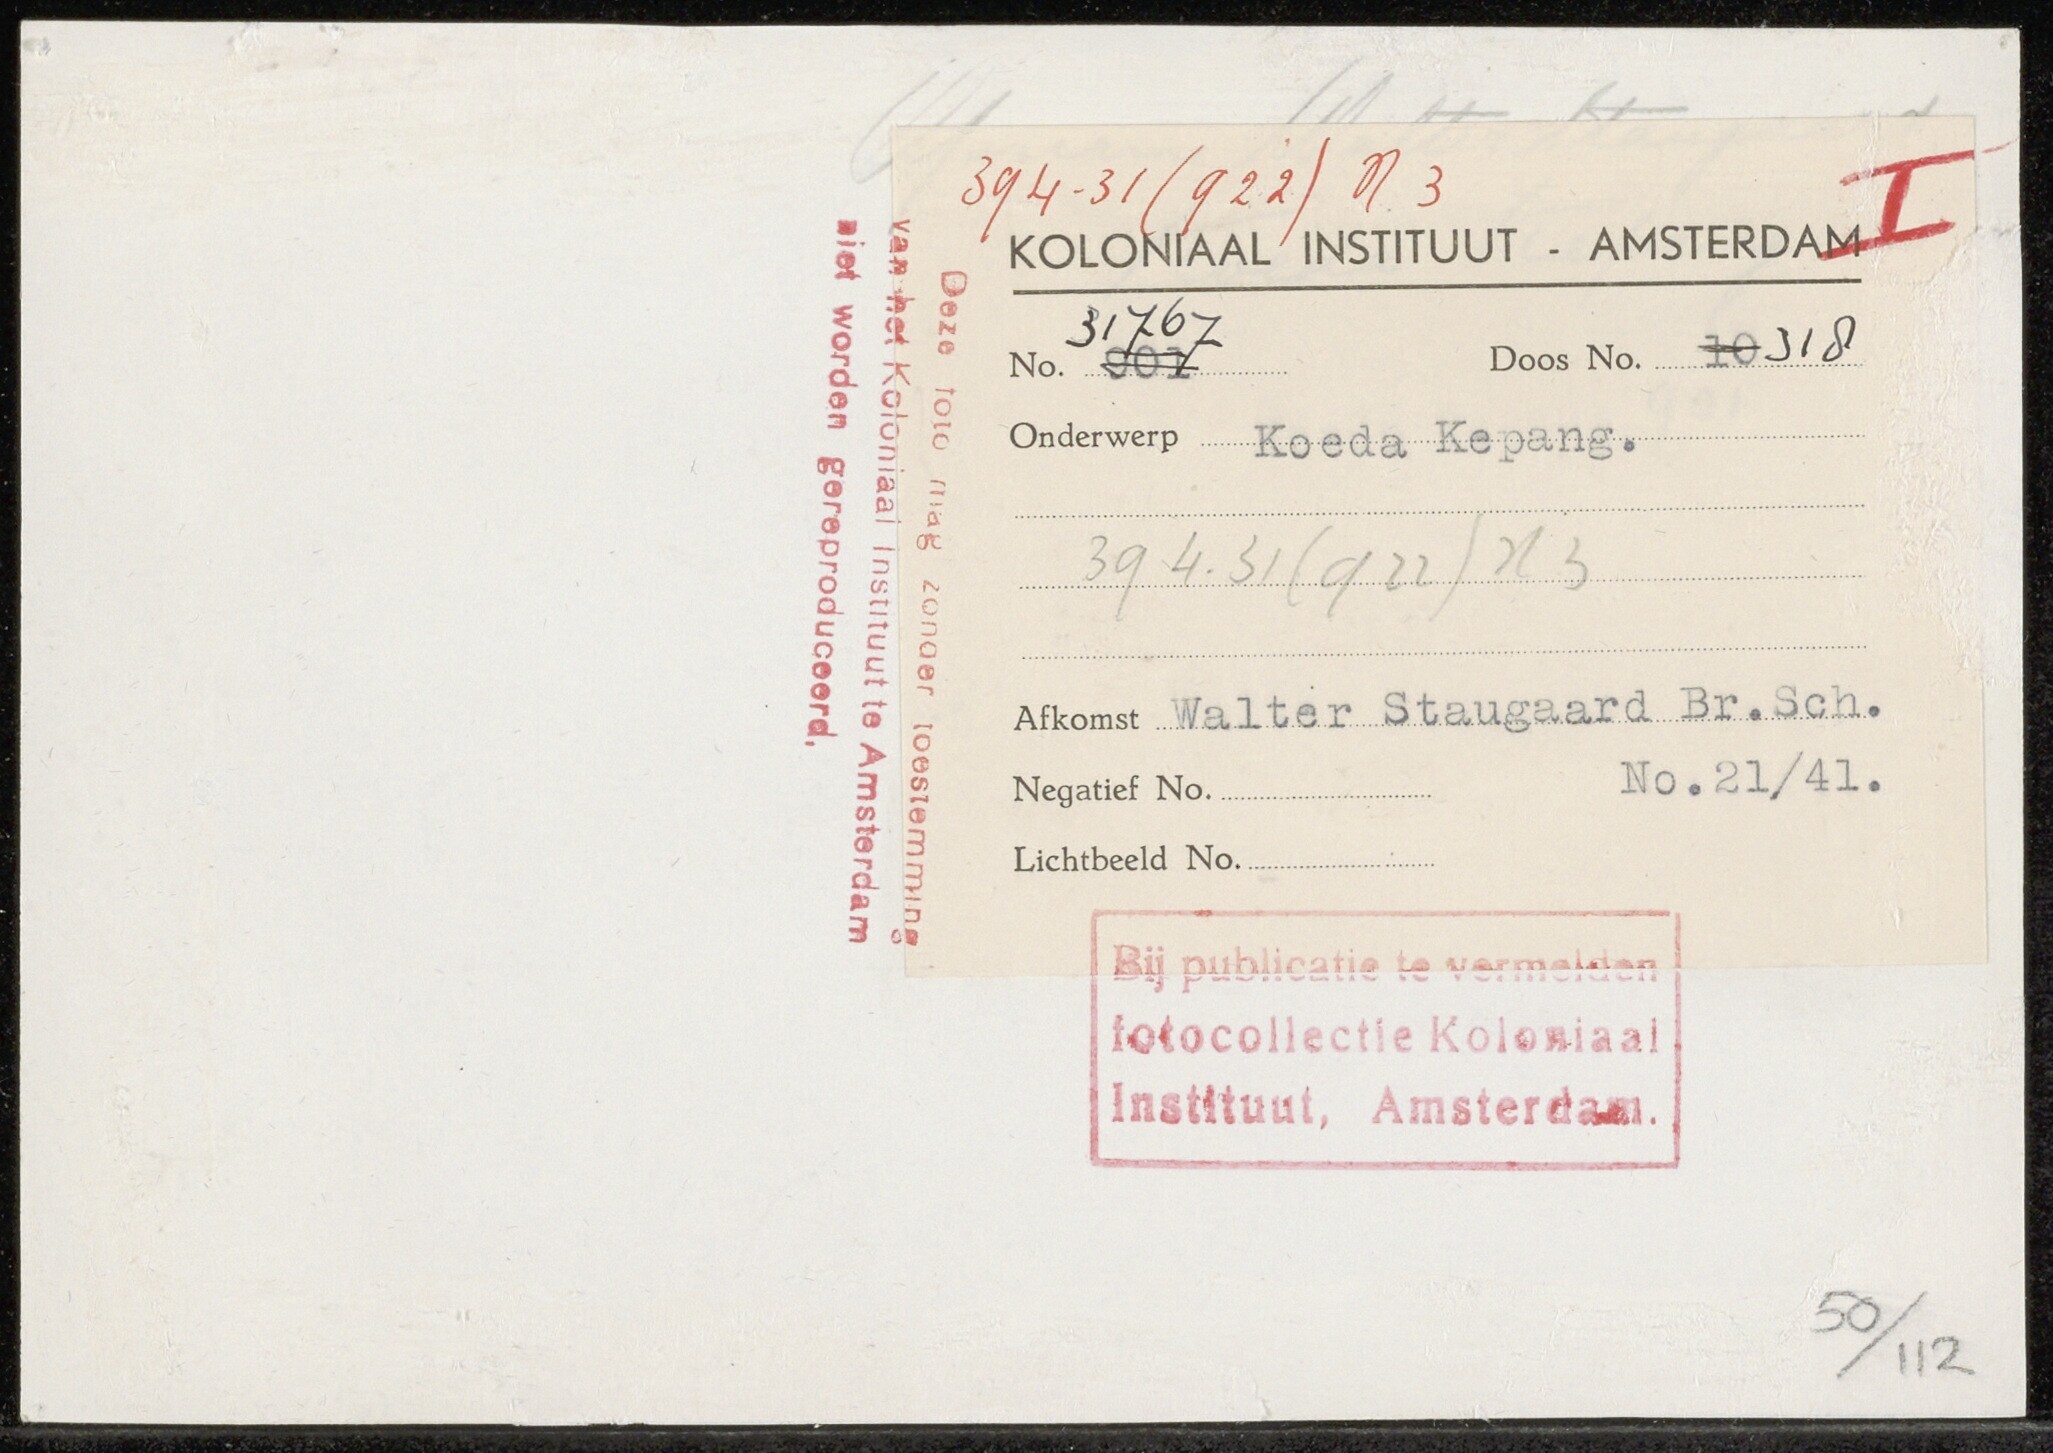 394-31(922) N 3
I
KOLONIAAL INSTITUUT - AMSTERDAM
No. 901 31767
Doos No. 10 318
Onderwerp Koeda Kepang.
394.31(922) N 3
Afkomst Walter Staugaard Br.Sch.
Negatief No. No.21/41.
Lichtbeeld No.
Deze foto mag zonder toestemming
van het Koloniaal Instituut te Amsterdam
niet worden gereproduceerd.
Bij publicatie te vermelden
fotocollectie Koloniaal
Instituut, Amsterdam.
50/112